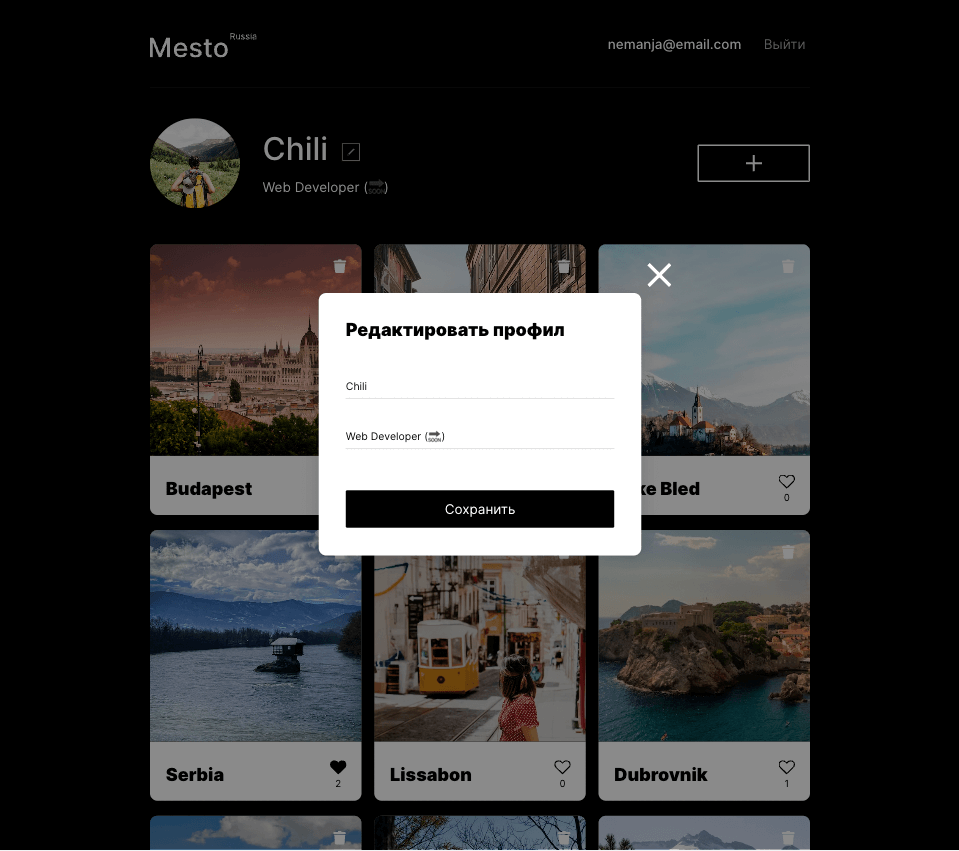 Mesto Russia
nemanja@email.com Выйти
Chili
Web Developer (🔜)
Редактировать профил
Chili
Web Developer (🔜)
Сохранить
Budapest
ke Bled
0
Serbia
2
Lissabon
0
Dubrovnik
1